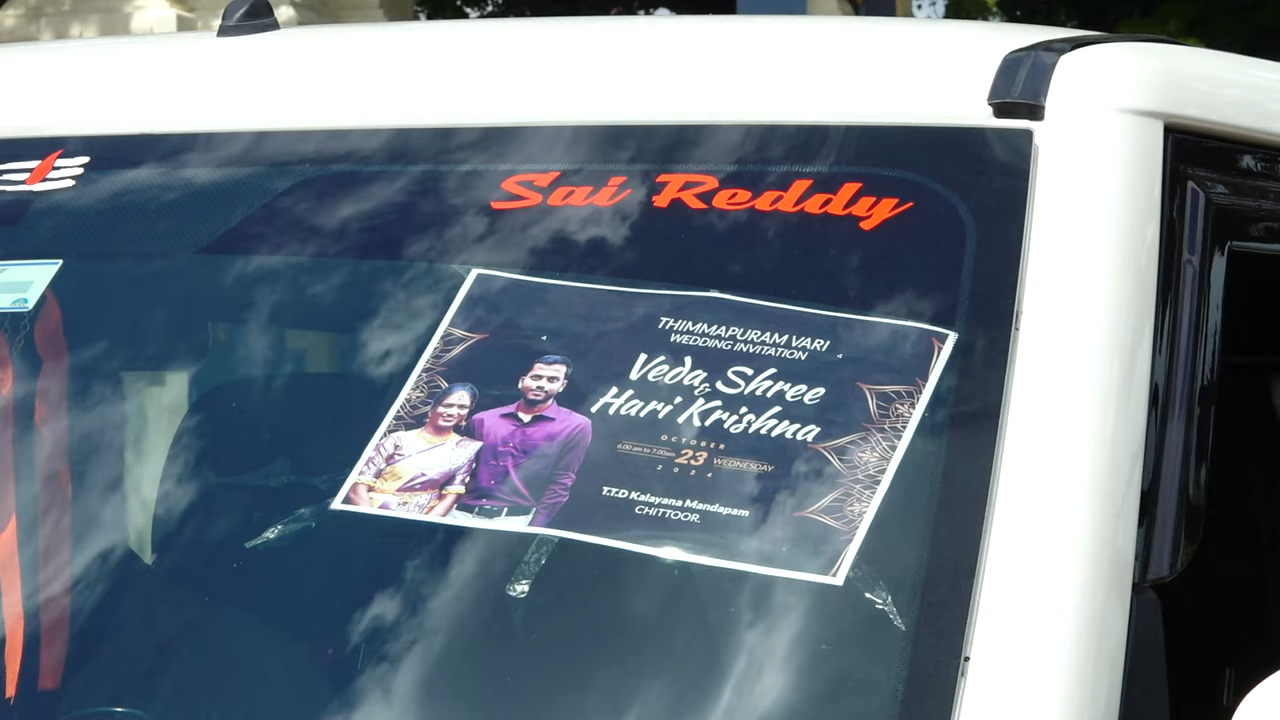 Sai Reddy
THIMMAPURAM VARI
WEDDING INVITATION
Veda Shree
&
Hari Krishna
OCTOBER
6.00 am to 7.00am 23 WEDNESDAY
2024
T.T.D Kalayana Mandapam
CHITTOOR.